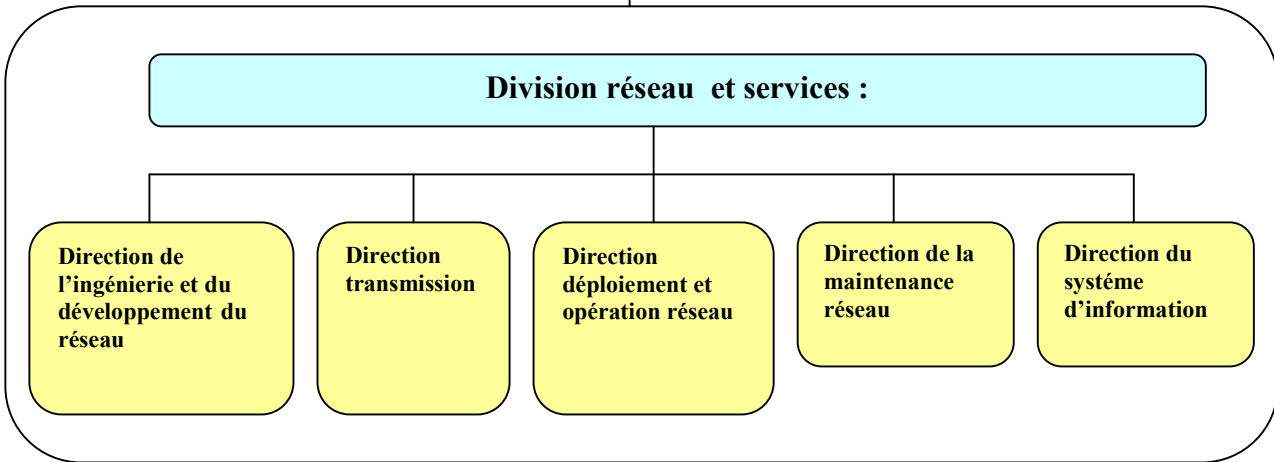 Division réseau et services :
Direction de
l’ingénierie et du
développement du
réseau
Direction
transmission
Direction
déploiement et
opération réseau
Direction de la
maintenance
réseau
Direction du
systéme
d’information